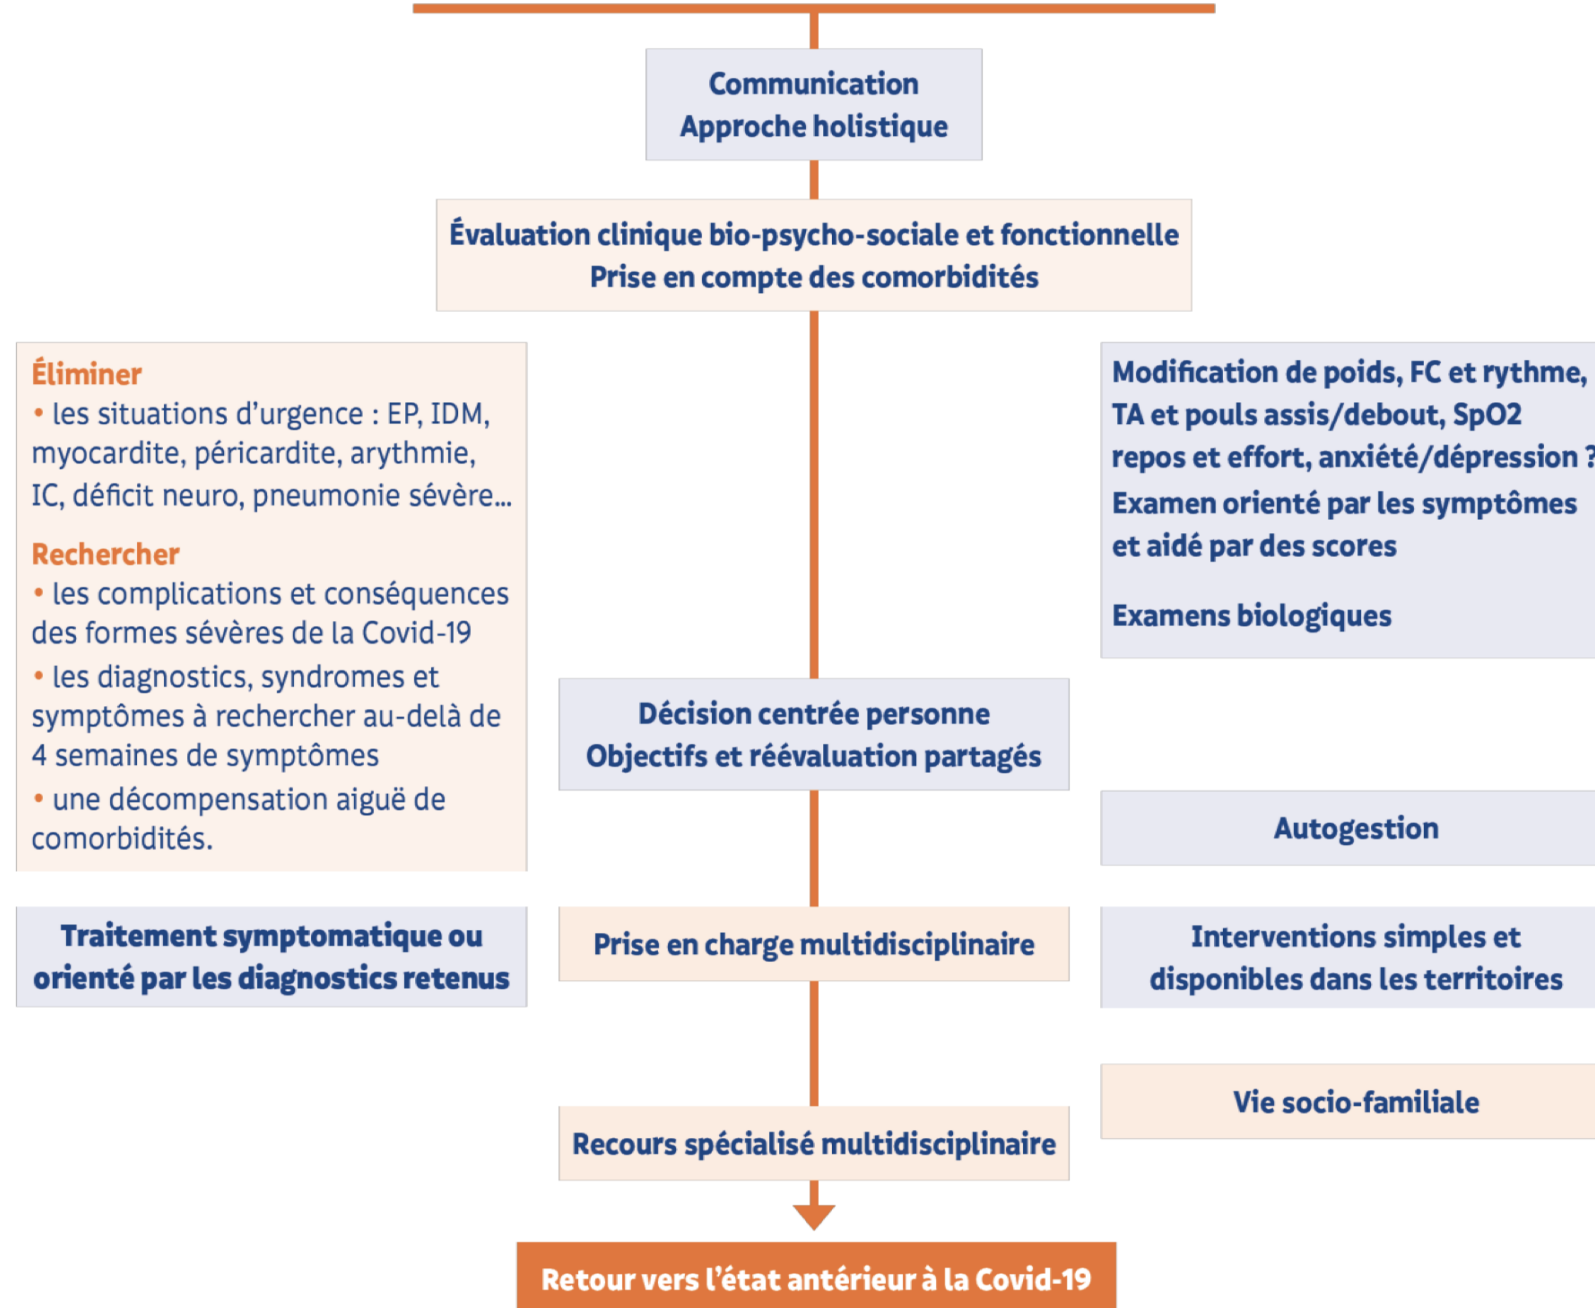 Communication
Approche holistique
Évaluation clinique bio-psycho-sociale et fonctionnelle
Prise en compte des comorbidités
Éliminer
• les situations d’urgence : EP, IDM,
myocardite, péricardite, arythmie,
IC, déficit neuro, pneumonie sévère...
Rechercher
• les complications et conséquences
des formes sévères de la Covid-19
• les diagnostics, syndromes et
symptômes à rechercher au-delà de
4 semaines de symptômes
• une décompensation aiguë de
comorbidités.
Modification de poids, FC et rythme,
TA et pouls assis/debout, SpO2
repos et effort, anxiété/dépression ?
Examen orienté par les symptômes
et aidé par des scores
Examens biologiques
Décision centrée personne
Objectifs et réévaluation partagés
Autogestion
Traitement symptomatique ou
orienté par les diagnostics retenus
Prise en charge multidisciplinaire
Interventions simples et
disponibles dans les territoires
Vie socio-familiale
Recours spécialisé multidisciplinaire
Retour vers l’état antérieur à la Covid-19